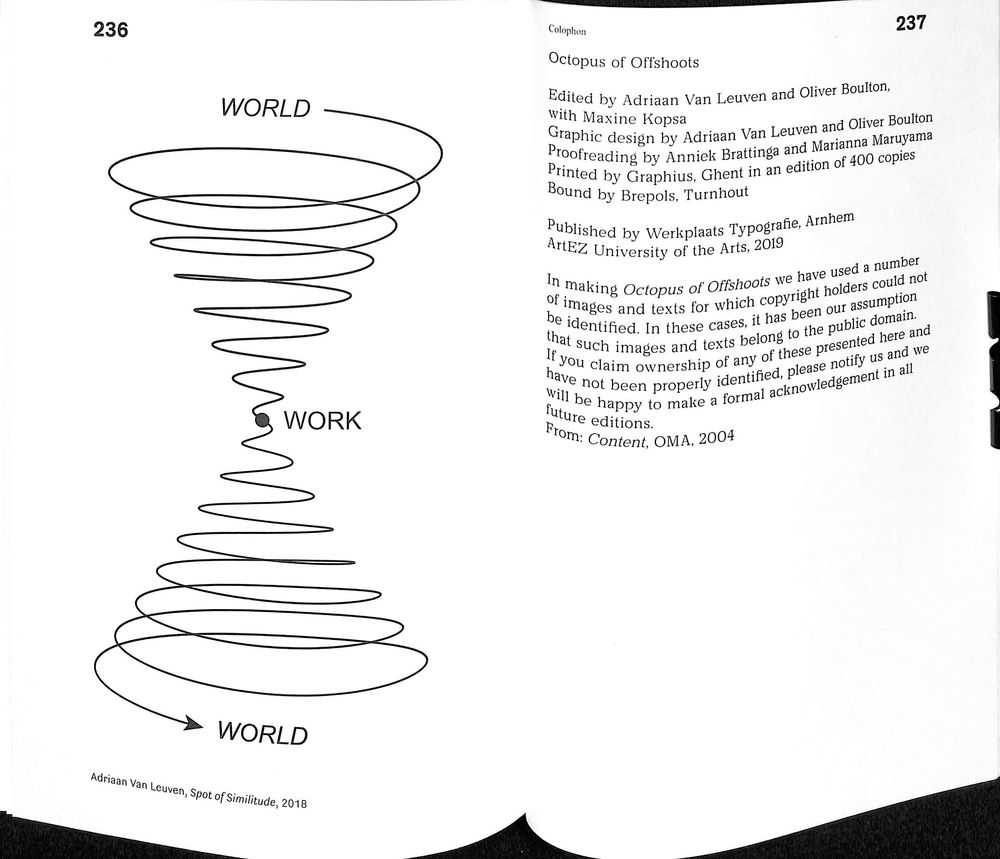 236
WORLD
WORK
WORLD
Adriaan Van Leuven, Spot of Similitude, 2018
Colophon
237
Octopus of Offshoots
Edited by Adriaan Van Leuven and Oliver Boulton,
with Maxine Kopsa
Graphic design by Adriaan Van Leuven and Oliver Boulton
Proofreading by Anniek Brattinga and Marianna Maruyama
Printed by Graphius, Ghent in an edition of 400 copies
Bound by Brepols, Turnhout
Published by Werkplaats Typografie, Arnhem
ArtEZ University of the Arts, 2019
In making Octopus of Offshoots we have used a number
of images and texts for which copyright holders could not
be identified. In these cases, it has been our assumption
that such images and texts belong to the public domain.
If you claim ownership of any of these presented here and
have not been properly identified, please notify us and we
will be happy to make a formal acknowledgement in all
future editions.
From: Content, OMA, 2004